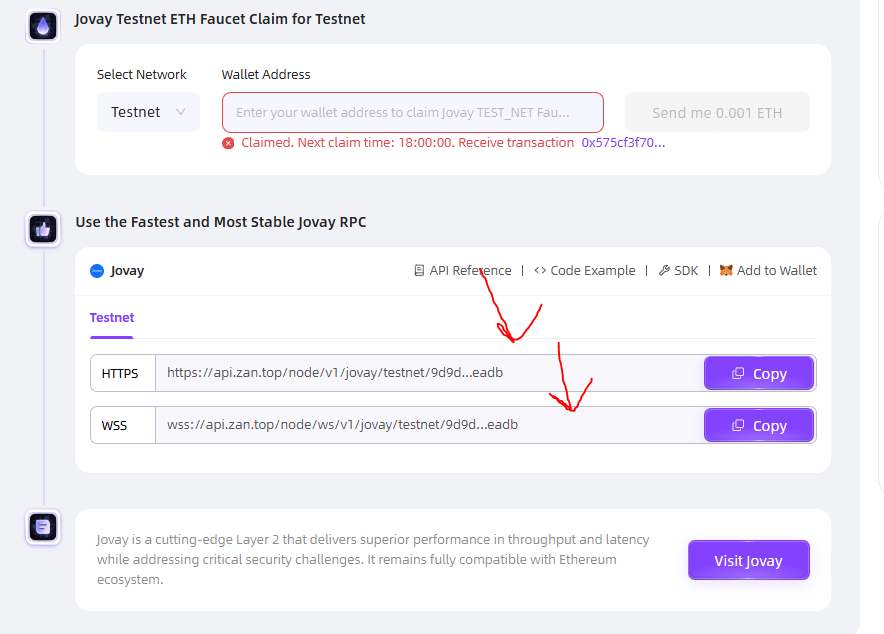 Jovay Testnet ETH Faucet Claim for Testnet
Select Network
Wallet Address
Testnet
Enter your wallet address to claim Jovay TEST_NET Fau...
Send me 0.001 ETH
Claimed. Next claim time: 18:00:00. Receive transaction 0x575cf3f70...
Use the Fastest and Most Stable Jovay RPC
Jovay
API Reference | <> Code Example | SDK | Add to Wallet
Testnet
HTTPS https://api.zan.top/node/v1/jovay/testnet/9d9d...eadb Copy
WSS wss://api.zan.top/node/ws/v1/jovay/testnet/9d9d...eadb Copy
Jovay is a cutting-edge Layer 2 that delivers superior performance in throughput and latency
while addressing critical security challenges. It remains fully compatible with Ethereum
ecosystem.
Visit Jovay